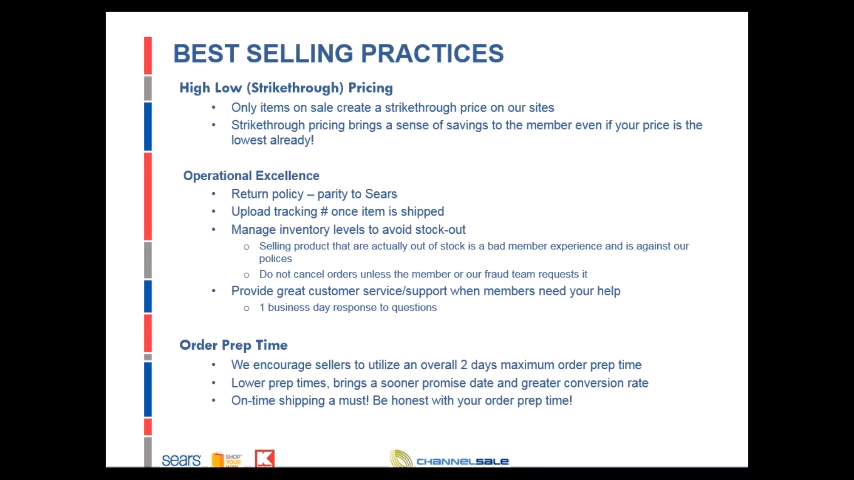 BEST SELLING PRACTICES
High Low (Strikethrough) Pricing
• Only items on sale create a strikethrough price on our sites
• Strikethrough pricing brings a sense of savings to the member even if your price is the
lowest already!
Operational Excellence
• Return policy – parity to Sears
• Upload tracking # once item is shipped
• Manage inventory levels to avoid stock-out
o Selling product that are actually out of stock is a bad member experience and is against our
polices
o Do not cancel orders unless the member or our fraud team requests it
• Provide great customer service/support when members need your help
o 1 business day response to questions
Order Prep Time
• We encourage sellers to utilize an overall 2 days maximum order prep time
• Lower prep times, brings a sooner promise date and greater conversion rate
• On-time shipping a must! Be honest with your order prep time!
sears SHOP YOUR K CHANNELSALE